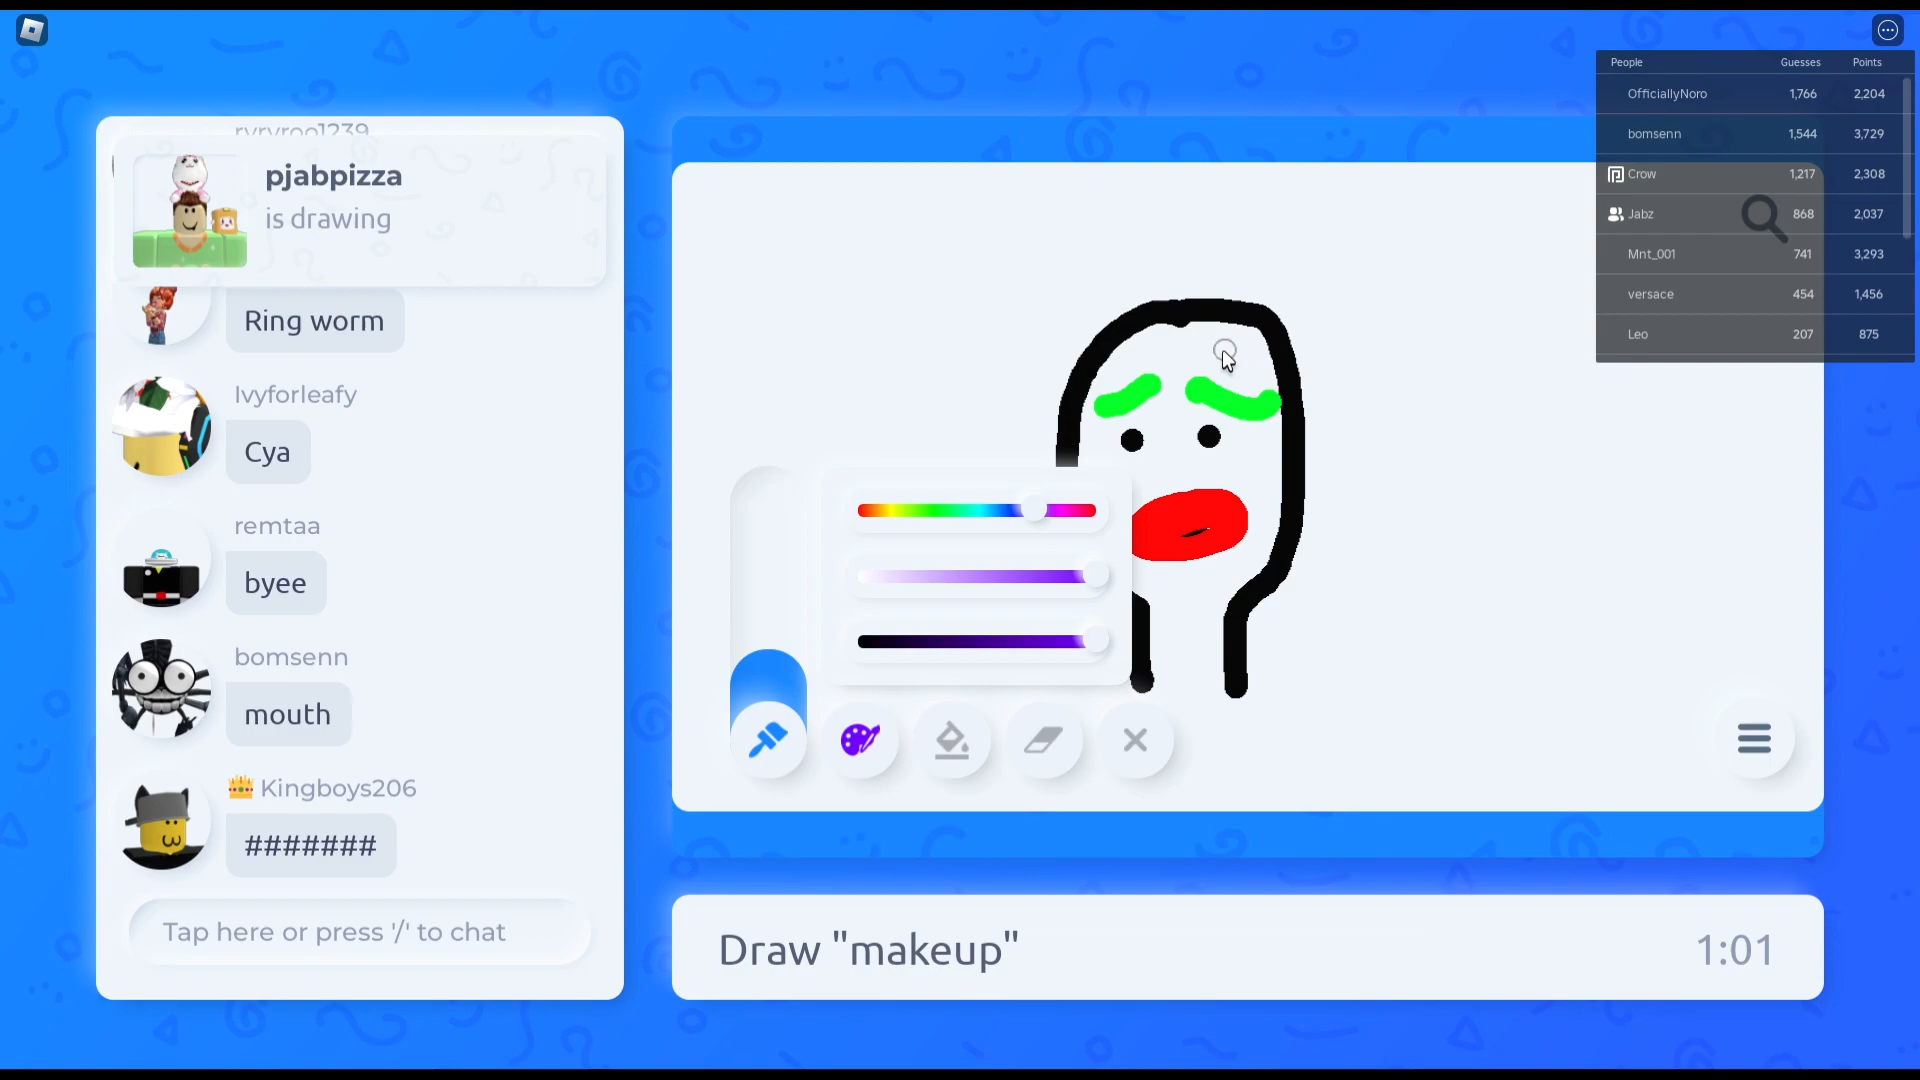 People Guesses Points
OfficiallyNoro 1,766 2,204
bomsenn 1,544 3,729
Crow 1,217 2,308
Jabz 868 2,037
Mnt_001 741 3,293
versace 454 1,456
Leo 207 875
ryryroo1239
pjabpizza
is drawing
Ring worm
Ivyforleafy
Cya
remtaa
byee
bomsenn
mouth
Kingboys206
#######
Tap here or press '/' to chat
Draw "makeup"
1:01